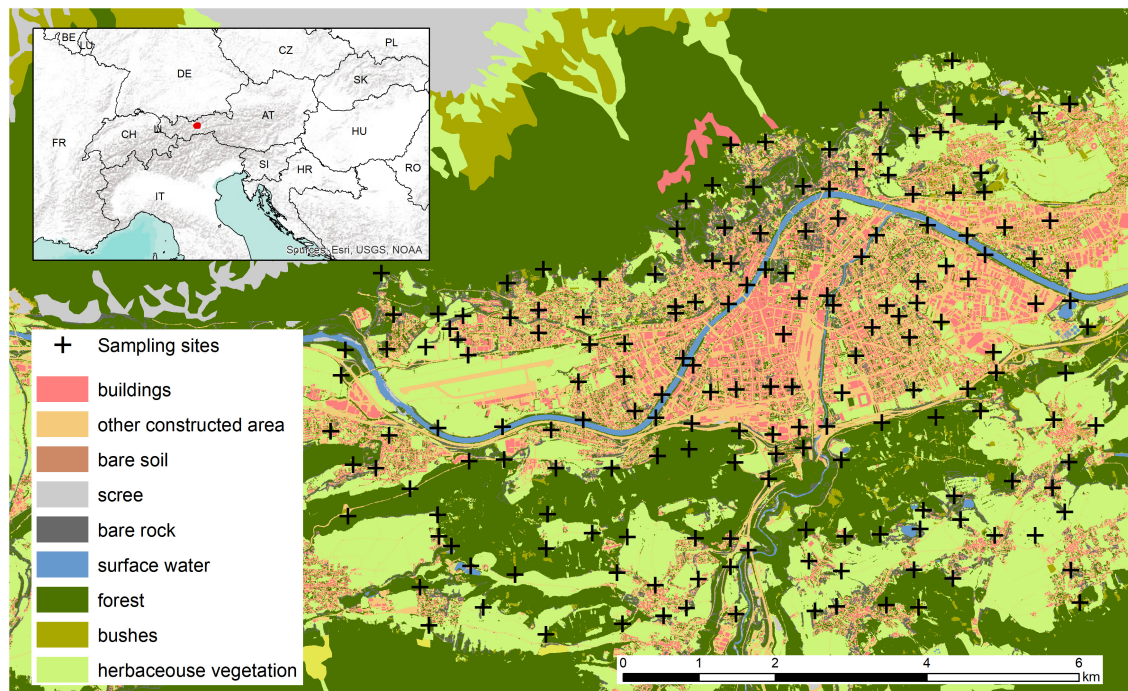 BE
LU
DE
CZ
PL
SK
FR
CH
LI
AT
HU
SI
HR
RO
IT
Sources: Esri, USGS, NOAA
Sampling sites
buildings
other constructed area
bare soil
scree
bare rock
surface water
forest
bushes
herbaceouse vegetation
0 1 2 4 6
km